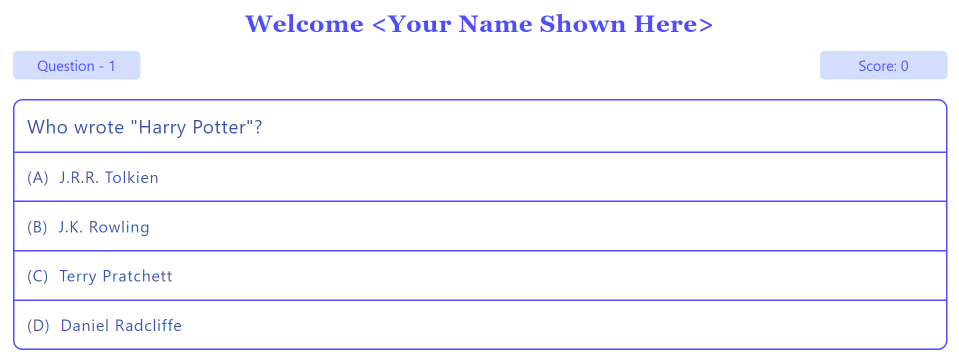 Welcome <Your Name Shown Here>
Question - 1
Score: 0
Who wrote "Harry Potter"?
(A) J.R.R. Tolkien
(B) J.K. Rowling
(C) Terry Pratchett
(D) Daniel Radcliffe